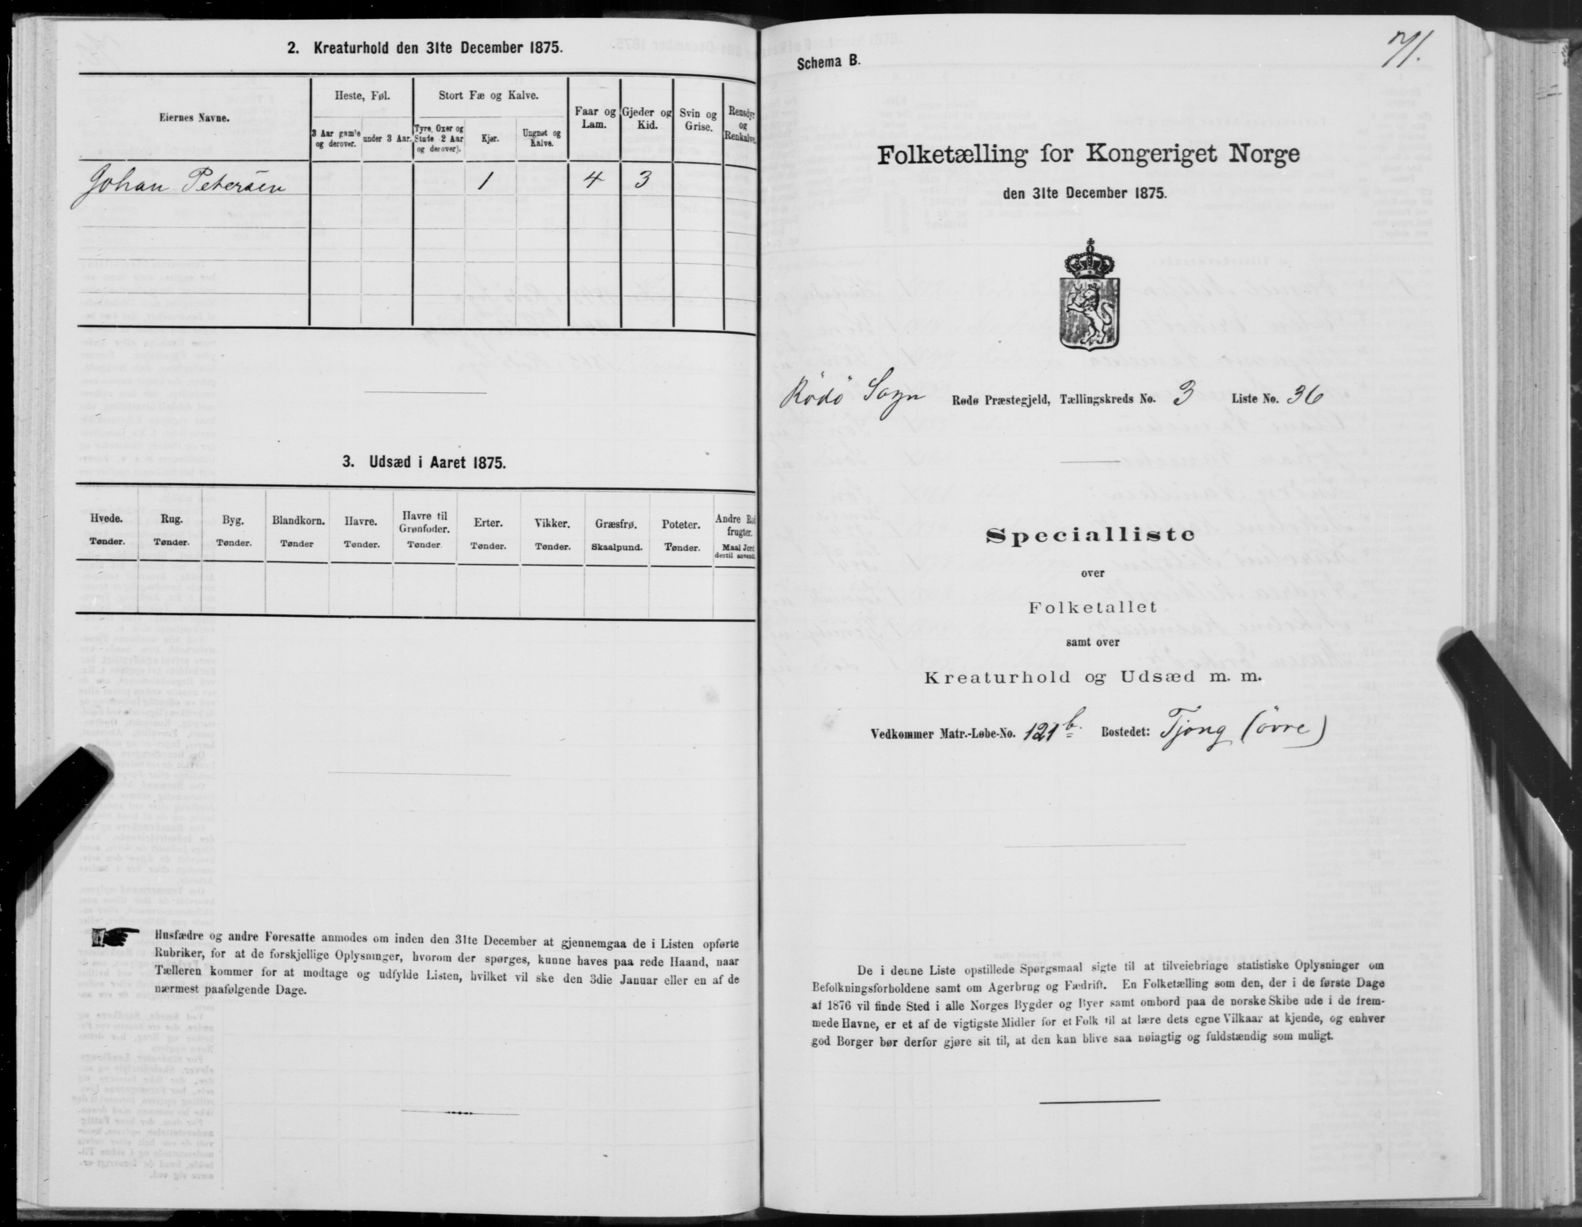 2. Kreaturhold den 31te December 1875.
Eiernes Navne.
Heste, Føl.
Stort Fæ og Kalve.
Faar og Lam.
Gjeder og Kid.
Svin og Grise.
Rensdyr og Renkalve.
3 Aar gamle og derover.
under 3 Aar.
Tyre, Oxer og Stude 2 Aar og derover).
Kjør.
Ungnøt og Kalve.
Johan Petersen 1 4 3
3. Udsæd i Aaret 1875.
Hvede. Rug. Byg. Blandkorn. Havre. Havre til Grønfoder. Erter. Vikker. Græsfrø. Poteter. Andre Rod frugter.
Tønder. Tønder. Tønder. Tønder Tønder. Tønder. Tønder. Tønder. Skaalpund. Tønder. Maal Jord
Husfædre og andre Foresatte anmodes om inden den 31te December at gjennemgaa de i Listen opførte
Rubriker, for at de forskjellige Oplysninger, hvorom der spørges, kunne haves paa rede Haand, naar
Tælleren kommer for at modtage og udfylde Listen, hvilket vil ske den 3die Januar eller en af de
nærmest paafølgende Dage.
71.
Schema B.
Folketælling for Kongeriget Norge
den 31te December 1875.
Rödö Sogn Rødø Præstegjeld, Tællingskreds No. 3 Liste No. 36
Specialliste
over
Folketallet
samt over
Kreaturhold og Udsæd m. m.
Vedkommer Matr.-Løbe-No. 121b. Bostedet: Tjong (övre)
De i denne Liste opstillede Spørgsmaal sigte til at tilveiebringe statistiske Oplysninger om
Befolkningsforholdene samt om Agerbrug og Fædrift. En Folketælling som den, der i de første Dage
af 1876 vil finde Sted i alle Norges Bygder og Byer samt ombord paa de norske Skibe ude i de frem-
mede Havne, er et af de vigtigste Midler for et Folk til at lære dets egne Vilkaar at kjende, og enhver
god Borger bør derfor gjøre sit til, at den kan blive saa nøiagtig og fuldstændig som muligt.